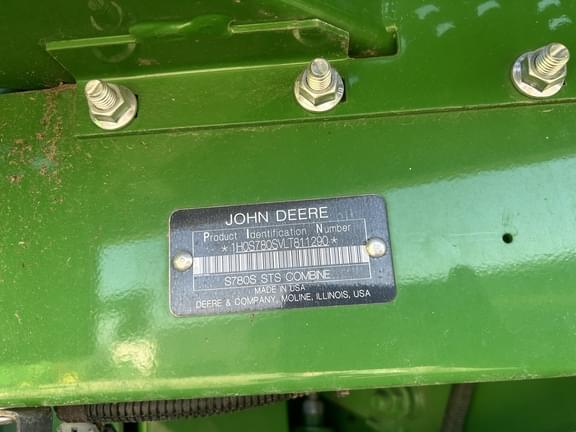 JOHN DEERE
Product Identification Number
*1H0S780SVLT811290*
S780S STS COMBINE
MADE IN USA
DEERE & COMPANY, MOLINE, ILLINOIS, USA